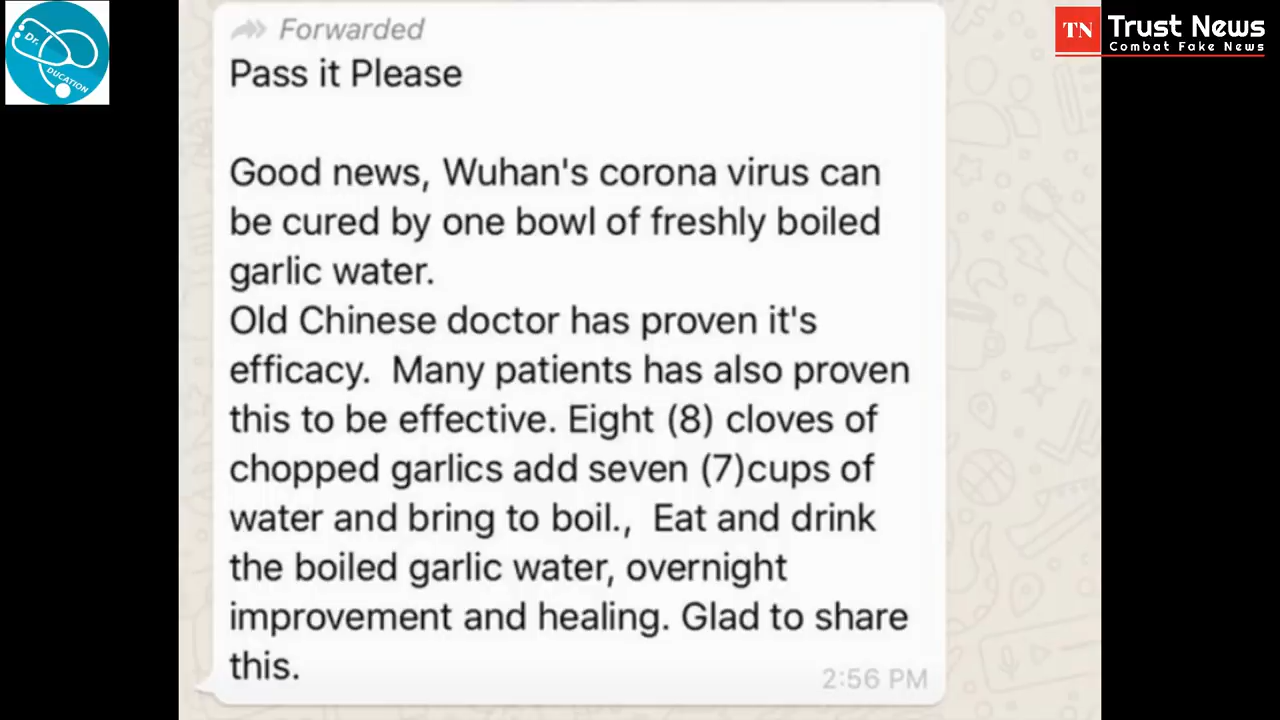 Dr.
DUCATION
TN
Trust News
Combat Fake News
Forwarded
Pass it Please
Good news, Wuhan's corona virus can
be cured by one bowl of freshly boiled
garlic water.
Old Chinese doctor has proven it's
efficacy.  Many patients has also proven
this to be effective. Eight (8) cloves of
chopped garlics add seven (7)cups of
water and bring to boil.,  Eat and drink
the boiled garlic water, overnight
improvement and healing. Glad to share
this.
2:56 PM